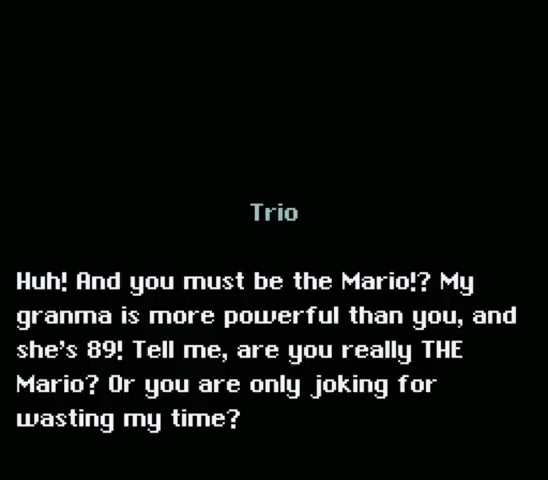 Trio
Huh! And you must be the Mario!? My
granma is more powerful than you, and
she's 89! Tell me, are you really THE
Mario? Or you are only joking for
wasting my time?